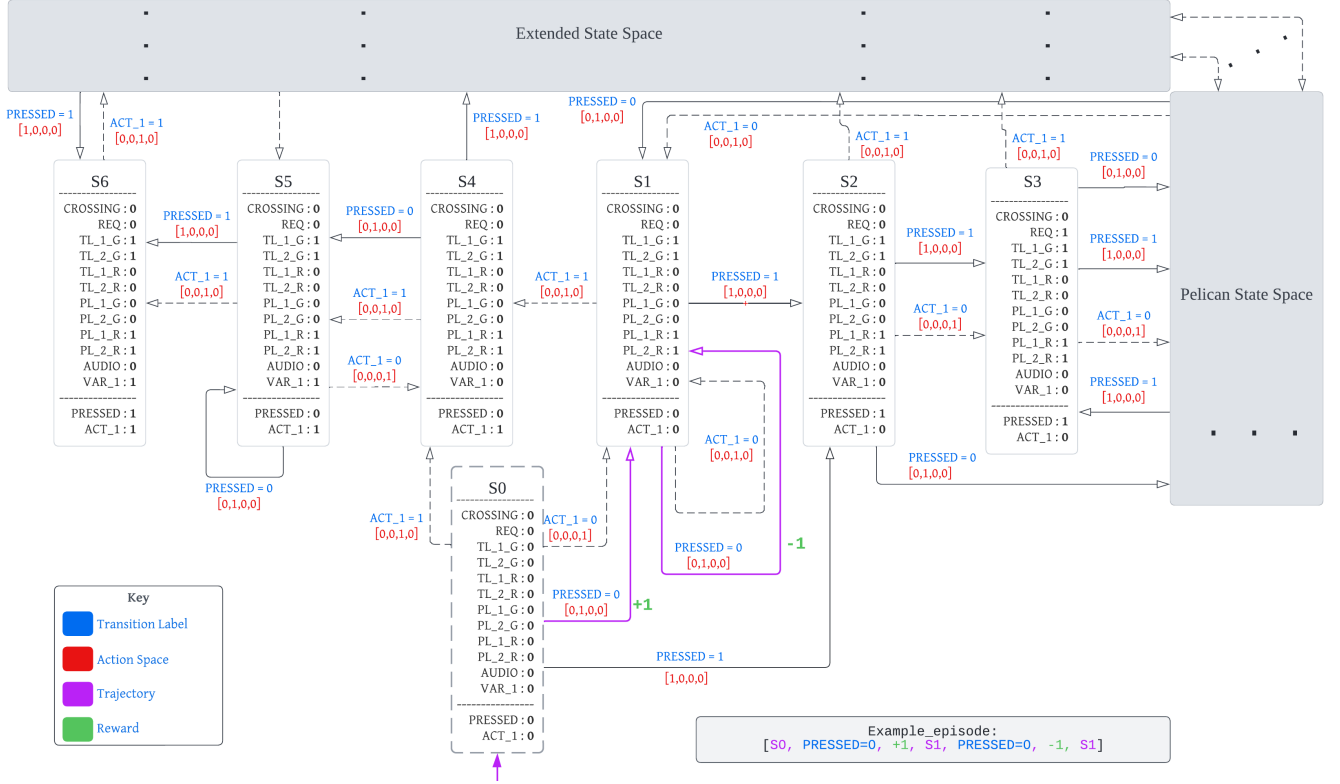 Extended State Space
PRESSED = 1
[1,0,0,0]
ACT_1 = 1
[0,0,1,0]
PRESSED = 1
[1,0,0,0]
PRESSED = 0
[0,1,0,0]
ACT_1 = 0
[0,0,1,0]
ACT_1 = 1
[0,0,1,0]
ACT_1 = 1
[0,0,1,0]
PRESSED = 0
[0,1,0,0]
S6
CROSSING : 0
REQ : 0
TL_1_G : 1
TL_2_G : 1
TL_1_R : 0
TL_2_R : 0
PL_1_G : 0
PL_2_G : 0
PL_1_R : 1
PL_2_R : 1
AUDIO : 0
VAR_1 : 1
PRESSED : 1
ACT_1 : 1
PRESSED = 1
[1,0,0,0]
ACT_1 = 1
[0,0,1,0]
S5
CROSSING : 0
REQ : 0
TL_1_G : 1
TL_2_G : 1
TL_1_R : 0
TL_2_R : 0
PL_1_G : 0
PL_2_G : 0
PL_1_R : 1
PL_2_R : 1
AUDIO : 0
VAR_1 : 1
PRESSED : 0
ACT_1 : 1
PRESSED = 0
[0,1,0,0]
PRESSED = 0
[0,1,0,0]
ACT_1 = 1
[0,0,1,0]
ACT_1 = 0
[0,0,0,1]
S4
CROSSING : 0
REQ : 0
TL_1_G : 1
TL_2_G : 1
TL_1_R : 0
TL_2_R : 0
PL_1_G : 0
PL_2_G : 0
PL_1_R : 1
PL_2_R : 1
AUDIO : 0
VAR_1 : 0
PRESSED : 0
ACT_1 : 1
ACT_1 = 1
[0,0,1,0]
S1
CROSSING : 0
REQ : 0
TL_1_G : 1
TL_2_G : 1
TL_1_R : 0
TL_2_R : 0
PL_1_G : 0
PL_2_G : 0
PL_1_R : 1
PL_2_R : 1
AUDIO : 0
VAR_1 : 0
PRESSED : 0
ACT_1 : 0
PRESSED = 1
[1,0,0,0]
ACT_1 = 0
[0,0,1,0]
S2
CROSSING : 0
REQ : 0
TL_1_G : 1
TL_2_G : 1
TL_1_R : 0
TL_2_R : 0
PL_1_G : 0
PL_2_G : 0
PL_1_R : 1
PL_2_R : 1
AUDIO : 0
VAR_1 : 0
PRESSED : 1
ACT_1 : 0
PRESSED = 1
[1,0,0,0]
ACT_1 = 0
[0,0,0,1]
PRESSED = 0
[0,1,0,0]
S3
CROSSING : 0
REQ : 1
TL_1_G : 1
TL_2_G : 1
TL_1_R : 0
TL_2_R : 0
PL_1_G : 0
PL_2_G : 0
PL_1_R : 1
PL_2_R : 1
AUDIO : 0
VAR_1 : 0
PRESSED : 1
ACT_1 : 0
PRESSED = 1
[1,0,0,0]
ACT_1 = 0
[0,0,0,1]
PRESSED = 1
[1,0,0,0]
Pelican State Space
ACT_1 = 1
[0,0,1,0]
S0
CROSSING : 0
REQ : 0
TL_1_G : 0
TL_2_G : 0
TL_1_R : 0
TL_2_R : 0
PL_1_G : 0
PL_2_G : 0
PL_1_R : 0
PL_2_R : 0
AUDIO : 0
VAR_1 : 0
PRESSED : 0
ACT_1 : 0
ACT_1 = 0
[0,0,0,1]
PRESSED = 0
[0,1,0,0]
+1
PRESSED = 0
[0,1,0,0]
-1
PRESSED = 1
[1,0,0,0]
Key
Transition Label
Action Space
Trajectory
Reward
Example_episode:
[S0, PRESSED=0, +1, S1, PRESSED=0, -1, S1]